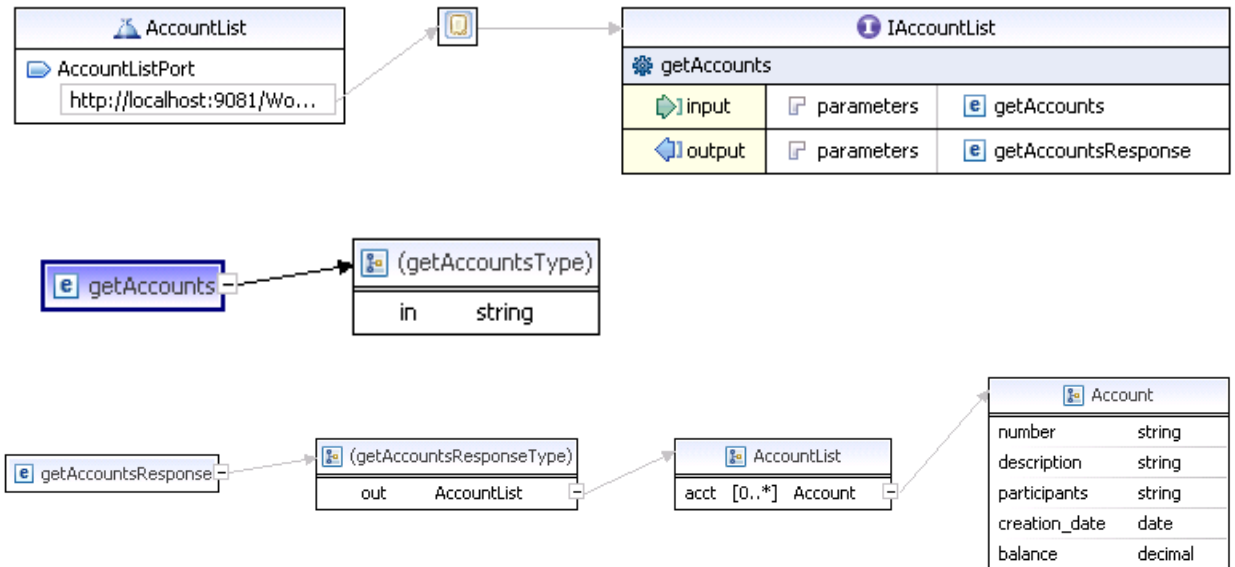 AccountList
AccountListPort
http://localhost:9081/Wo...
IAccountList
getAccounts
input parameters e getAccounts
output parameters e getAccountsResponse
e getAccounts
(getAccountsType)
in string
e getAccountsResponse
(getAccountsResponseType)
out AccountList
AccountList
acct [0..*] Account
Account
number string
description string
participants string
creation_date date
balance decimal